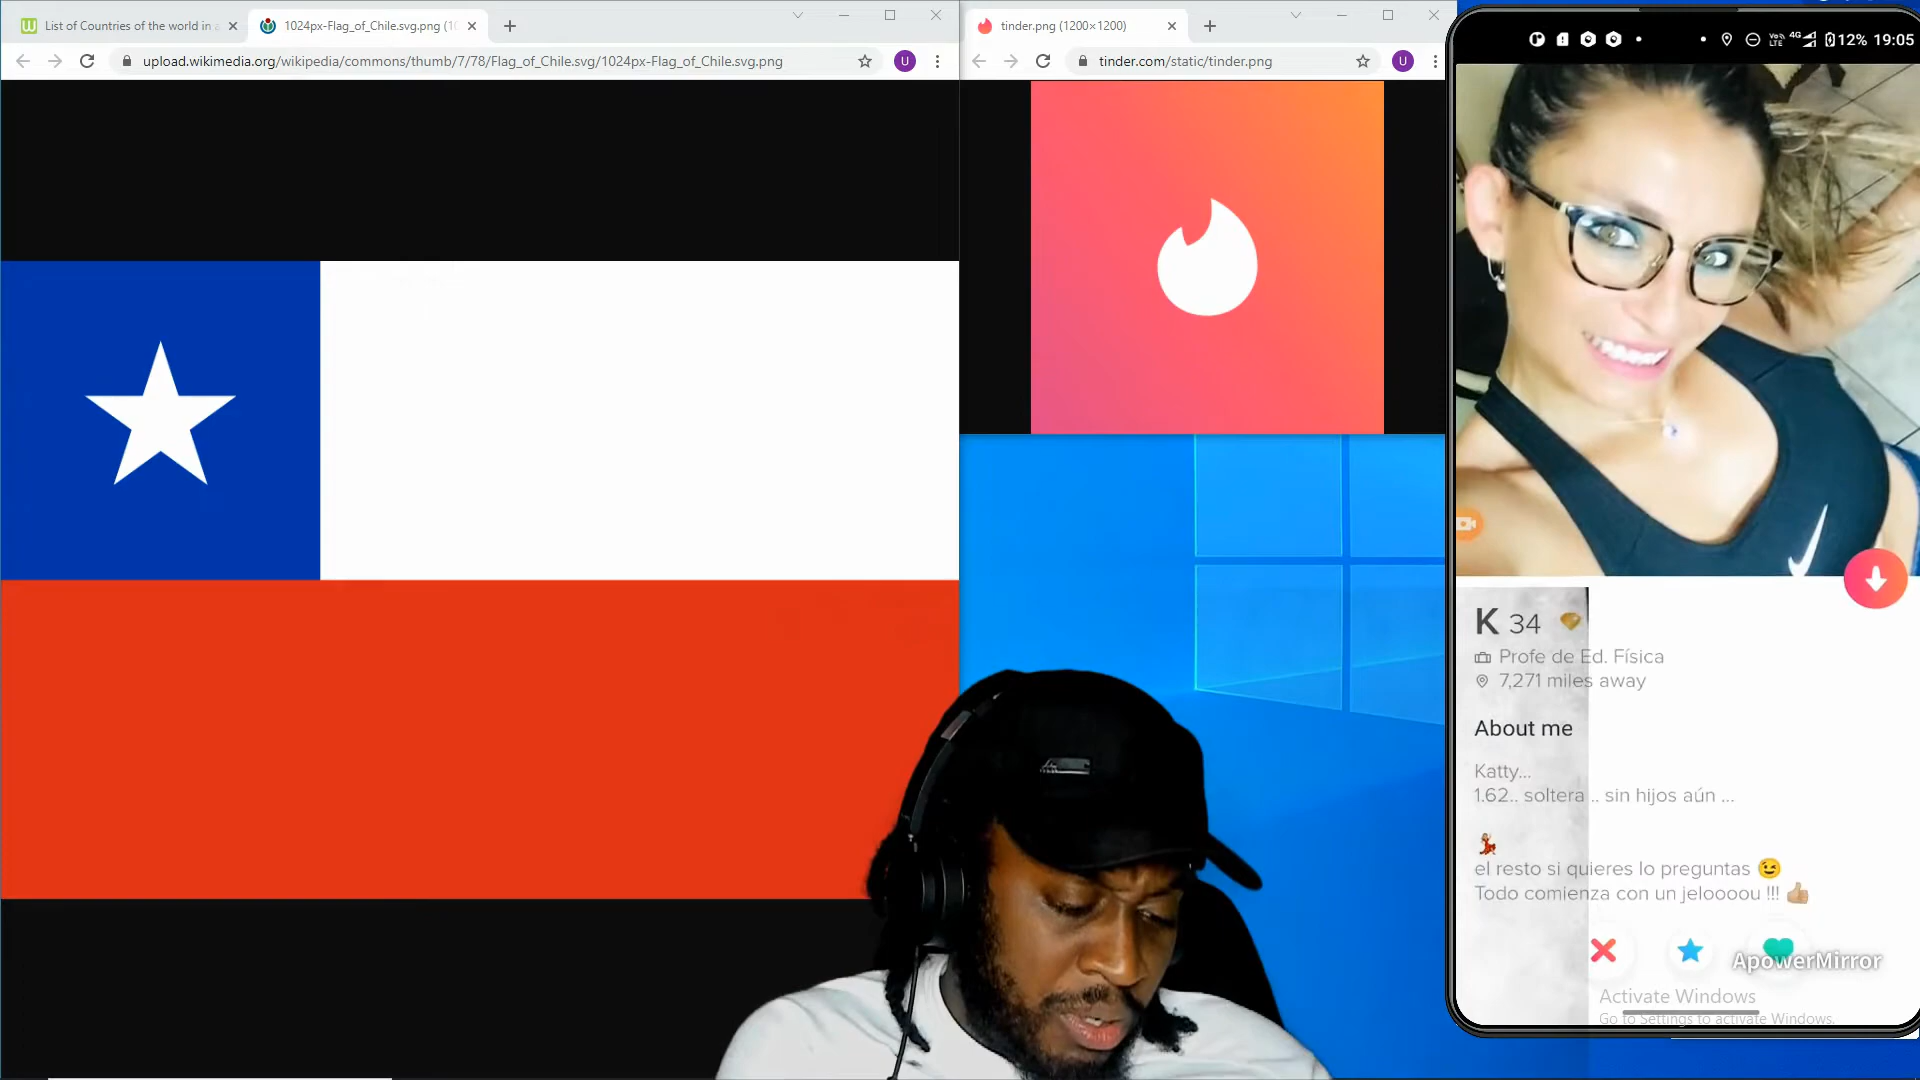 List of Countries of the world in a
1024px-Flag_of_Chile.svg.png (10
upload.wikimedia.org/wikipedia/commons/thumb/7/78/Flag_of_Chile.svg/1024px-Flag_of_Chile.svg.png
U
tinder.png (1200×1200)
tinder.com/static/tinder.png
U
VoLTE 4G 12% 19:05
K 34
Profe de Ed. Física
7,271 miles away
About me
Katty...
1.62.. soltera .. sin hijos aún ...
el resto si quieres lo preguntas 😉
Todo comienza con un jeloooou !!! 👍🏼
ApowerMirror
Activate Windows
Go to Settings to activate Windows.